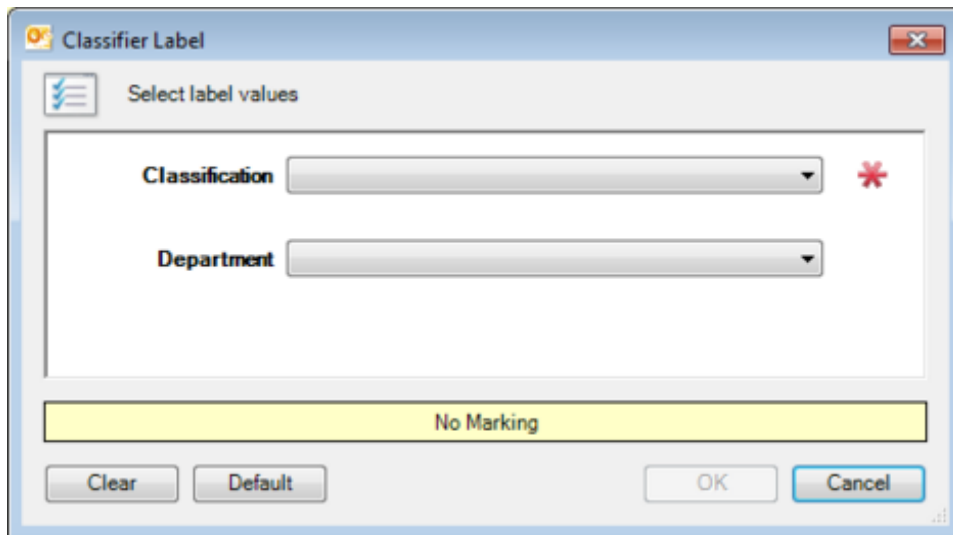 Classifier Label
Select label values
Classification
Department
No Marking
Clear Default OK Cancel